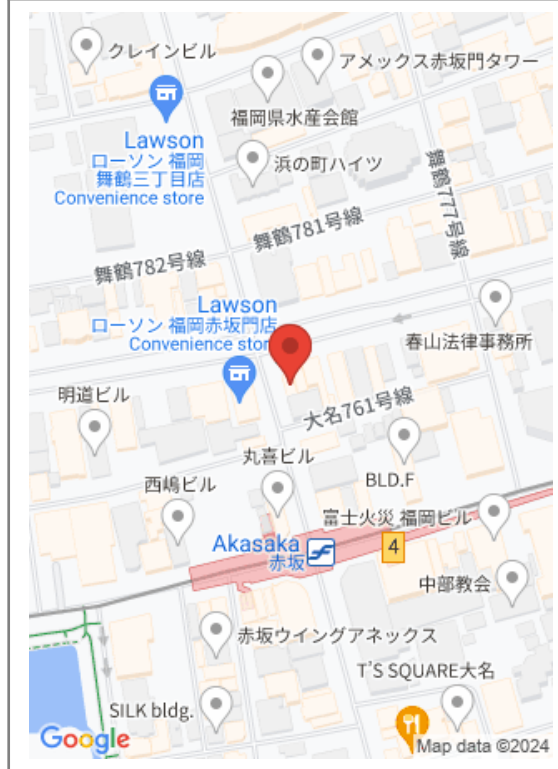 クレインビル
アメックス赤坂門タワー
福岡県水産会館
Lawson
ローソン 福岡
舞鶴三丁目店
Convenience store
浜の町ハイツ
舞鶴777号線
舞鶴781号線
舞鶴782号線
Lawson
ローソン 福岡赤坂門店
Convenience store
春山法律事務所
明道ビル
大名761号線
丸喜ビル
BLD.F
西嶋ビル
富士火災 福岡ビル
Akasaka
赤坂
4
中部教会
赤坂ウイングアネックス
T'S SQUARE大名
SILK bldg.
Google
Map data ©2024